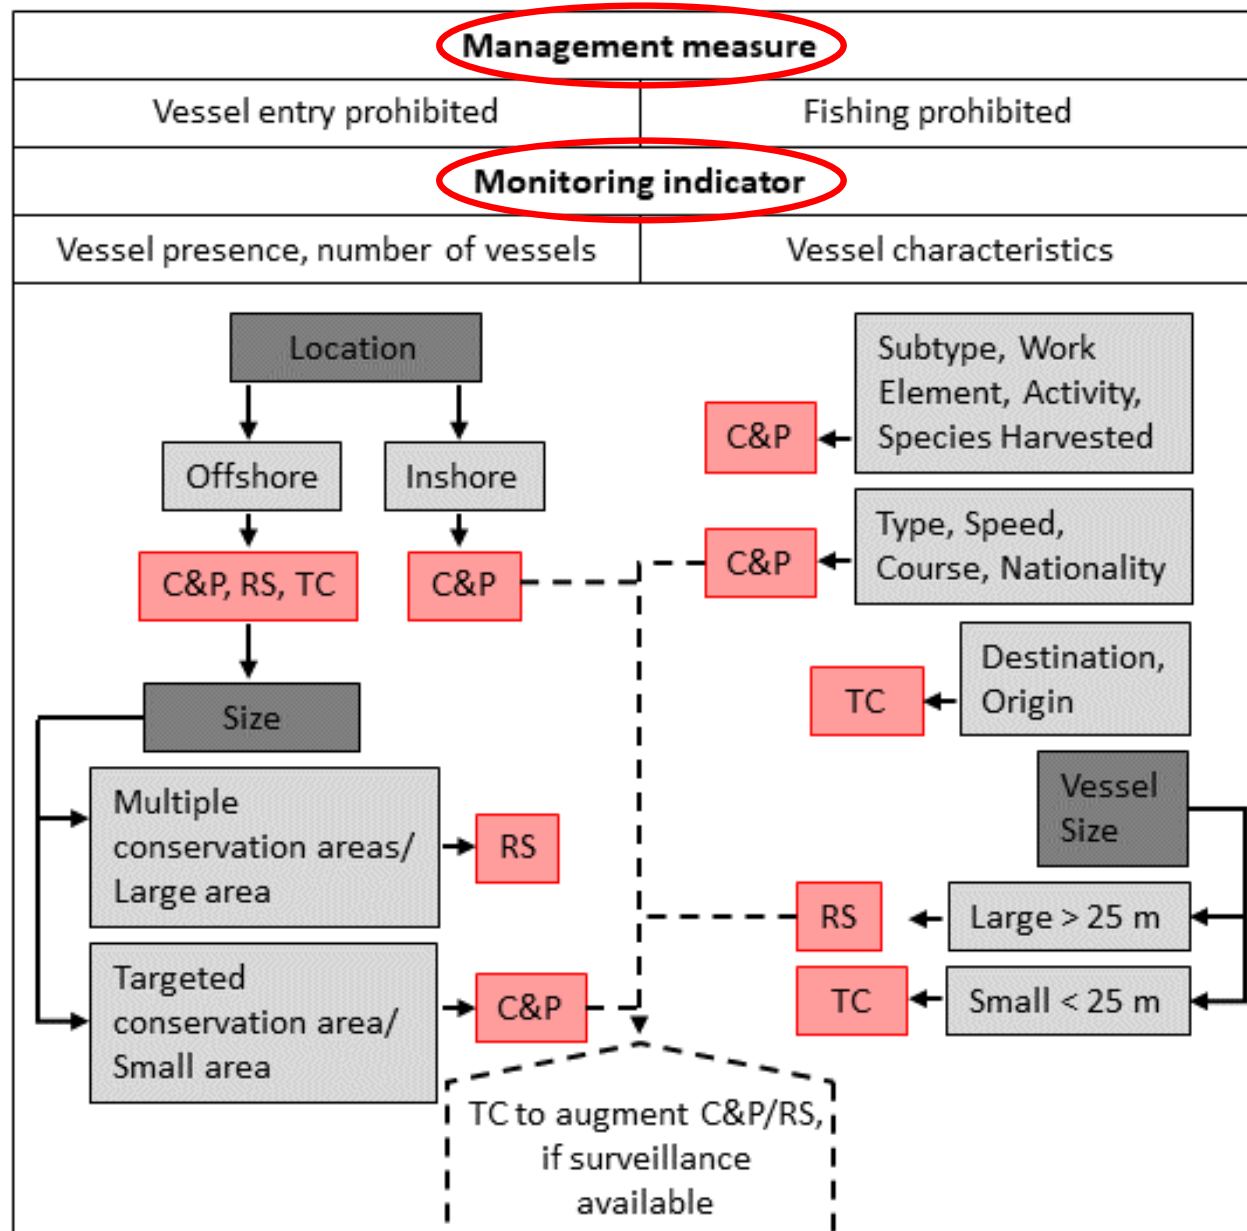 Management measure
Vessel entry prohibited
Fishing prohibited
Monitoring indicator
Vessel presence, number of vessels
Vessel characteristics
Location
Offshore
Inshore
C&P, RS, TC
C&P
Size
Multiple
conservation areas/
Large area
RS
Targeted
conservation area/
Small area
C&P
Subtype, Work
Element, Activity,
Species Harvested
C&P
Type, Speed,
Course, Nationality
C&P
Destination,
Origin
TC
Vessel
Size
Large > 25 m
RS
Small < 25 m
TC
TC to augment C&P/RS,
if surveillance
available